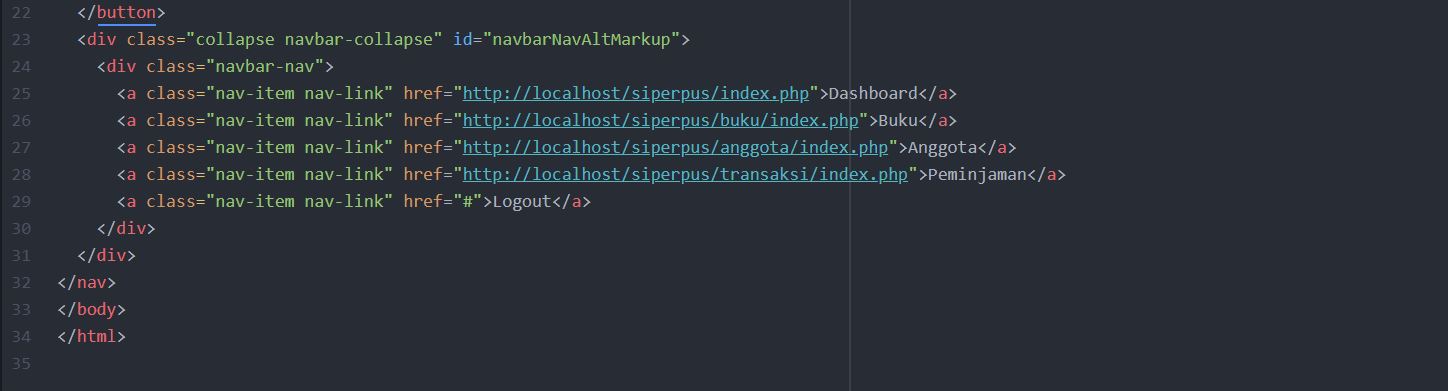 22 </button>
23 <div class="collapse navbar-collapse" id="navbarNavAltMarkup">
24 <div class="navbar-nav">
25 <a class="nav-item nav-link" href="http://localhost/siperpus/index.php">Dashboard</a>
26 <a class="nav-item nav-link" href="http://localhost/siperpus/buku/index.php">Buku</a>
27 <a class="nav-item nav-link" href="http://localhost/siperpus/anggota/index.php">Anggota</a>
28 <a class="nav-item nav-link" href="http://localhost/siperpus/transaksi/index.php">Peminjaman</a>
29 <a class="nav-item nav-link" href="#">Logout</a>
30 </div>
31 </div>
32 </nav>
33 </body>
34 </html>
35